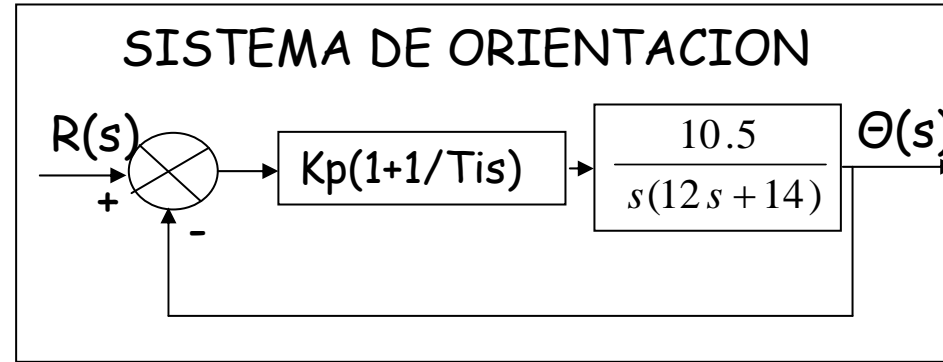 SISTEMA DE ORIENTACION
R(s)
+
-
Kp(1+1/Tis)
10.5
s(12s+14)
Θ(s)